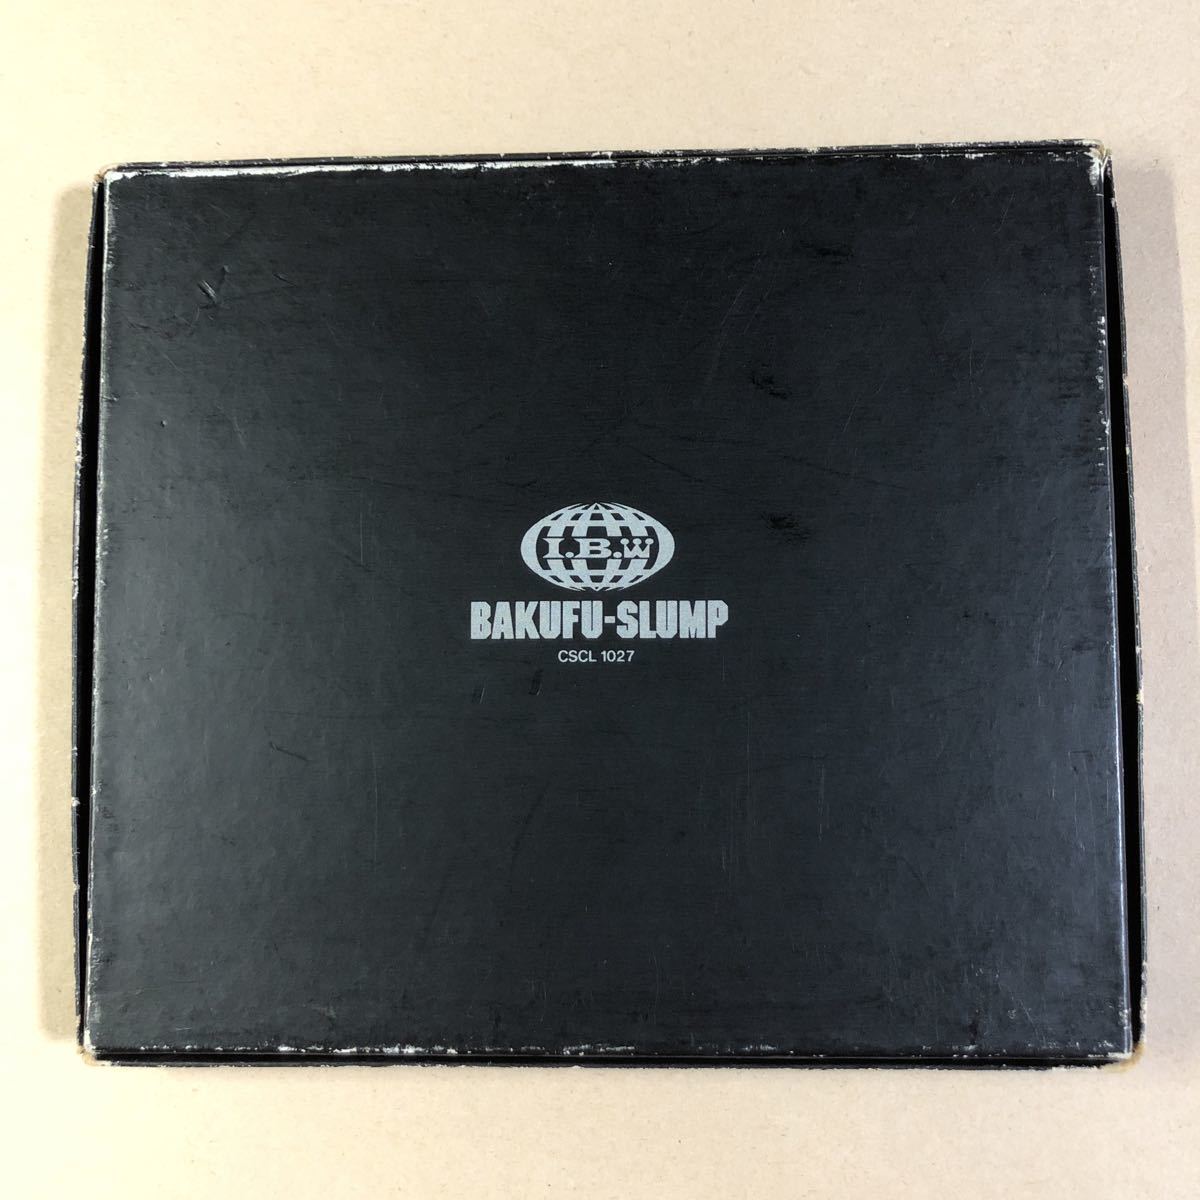 I.B.W
BAKUFU-SLUMP
CSCL 1027